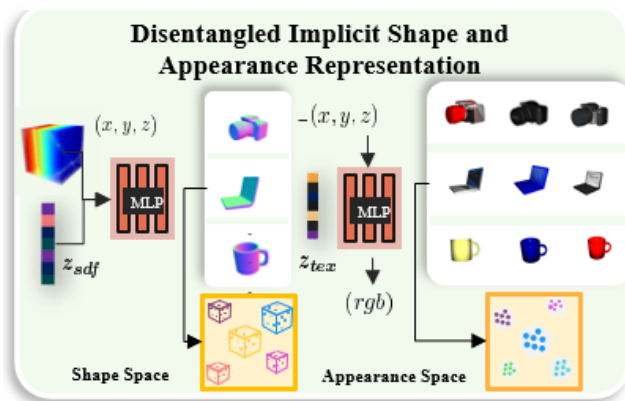 Disentangled Implicit Shape and
Appearance Representation
(x, y, z)
MLP
z_sdf
(x, y, z)
MLP
z_tex
(rgb)
Shape Space
Appearance Space